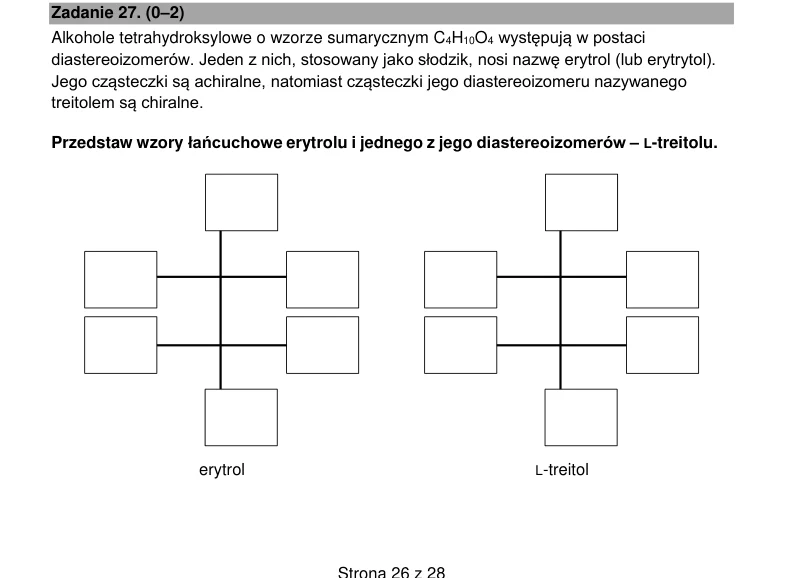 Zadanie 27. (0–2)
Alkohole tetrahydroksylowe o wzorze sumarycznym C₄H₁₀O₄ występują w postaci
diastereoizomerów. Jeden z nich, stosowany jako słodzik, nosi nazwę erytrol (lub erytrytol).
Jego cząsteczki są achiralne, natomiast cząsteczki jego diastereoizomeru nazywanego
treitolem są chiralne.
Przedstaw wzory łańcuchowe erytrolu i jednego z jego diastereoizomerów – L-treitolu.
erytrol
L-treitol
Strona 26 z 28